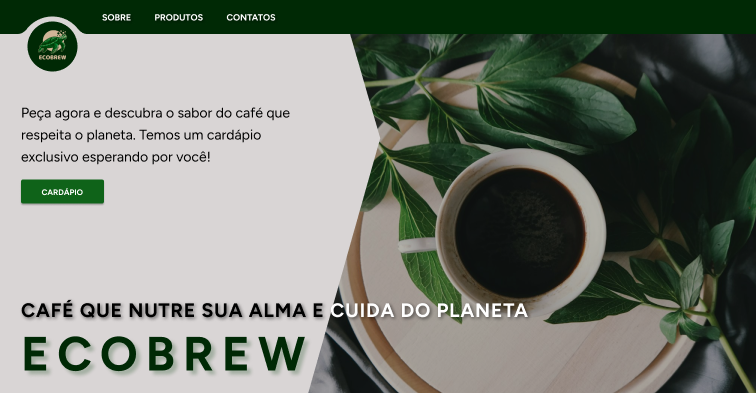 SOBRE PRODUTOS CONTATOS
ECOBREW
Peça agora e descubra o sabor do café que
respeita o planeta. Temos um cardápio
exclusivo esperando por você!
CARDÁPIO
CAFÉ QUE NUTRE SUA ALMA E CUIDA DO PLANETA
ECOBREW